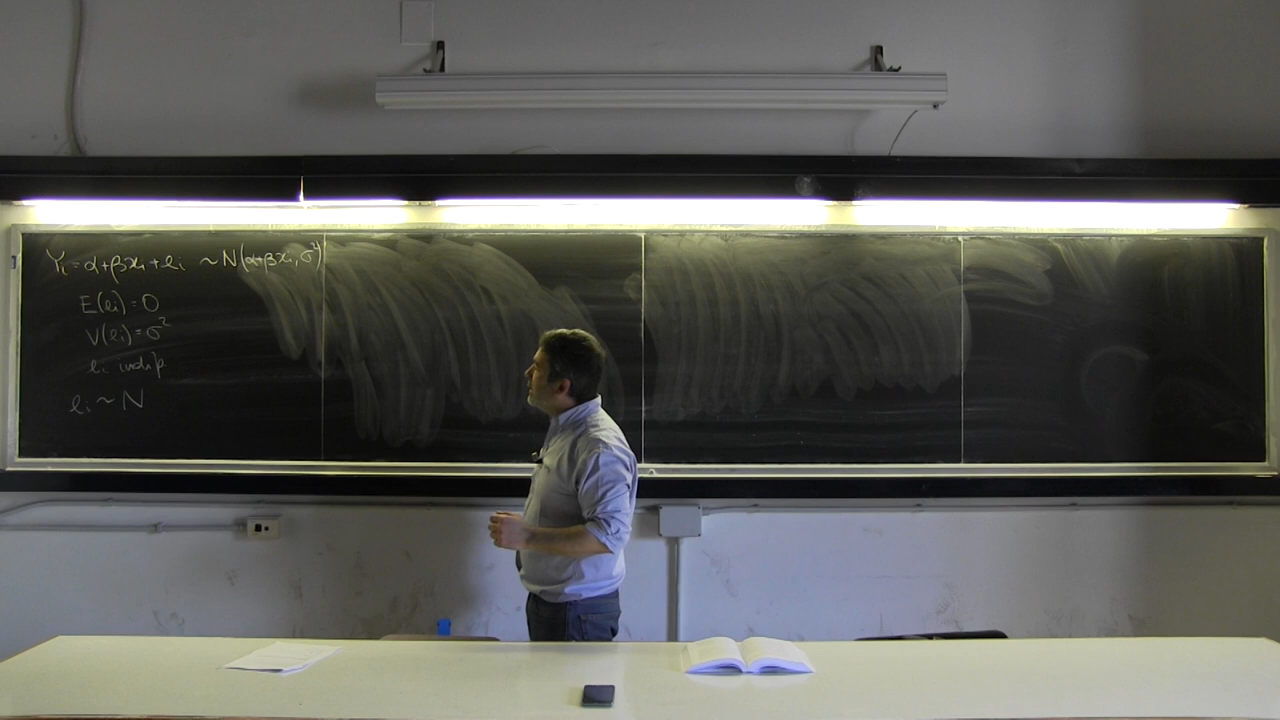 Yi = α+βxi + ei ~ N(α+βxi, σ²)
E(ei) = 0
V(ei) = σ²
ei indip.
ei ~ N